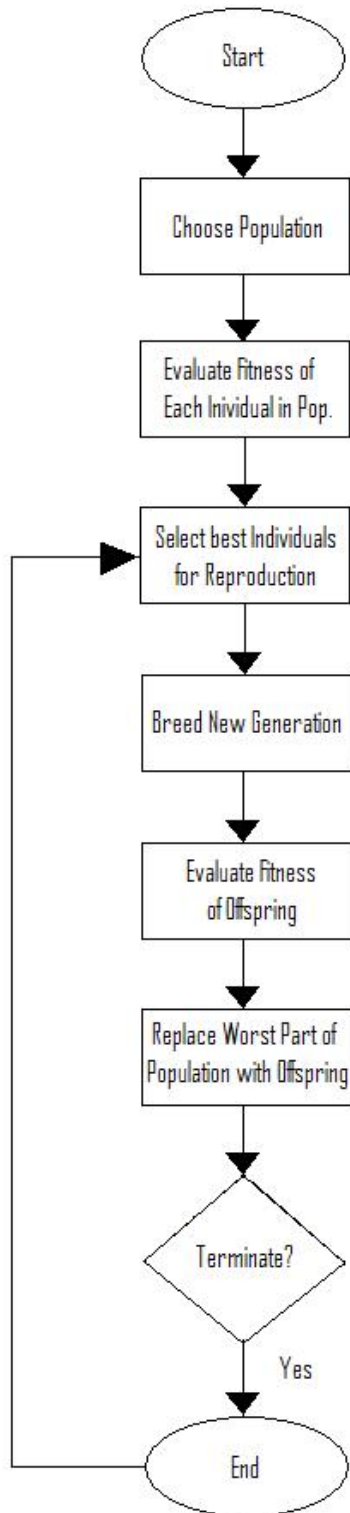 Start
Choose Population
Evaluate Fitness of
Each Inividual in Pop.
Select best Individuals
for Reproduction
Breed New Generation
Evaluate Fitness
of Offspring
Replace Worst Part of
Population with Offspring
Terminate?
Yes
End